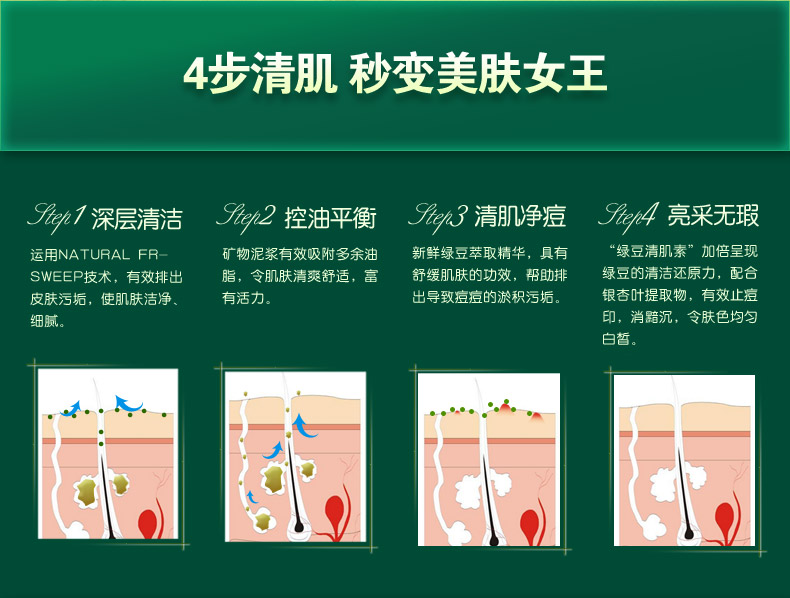 4步清肌 秒变美肤女王
Step1 深层清洁
运用NATURAL FR-
SWEEP技术，有效排出
皮肤污垢，使肌肤洁净、
细腻。
Step2 控油平衡
矿物泥浆有效吸附多余油
脂，令肌肤清爽舒适，富
有活力。
Step3 清肌净痘
新鲜绿豆萃取精华，具有
舒缓肌肤的功效，帮助排
出导致痘痘的淤积污垢。
Step4 亮采无瑕
“绿豆清肌素”加倍呈现
绿豆的清洁还原力，配合
银杏叶提取物，有效止痘
印，消黯沉，令肤色均匀
白皙。